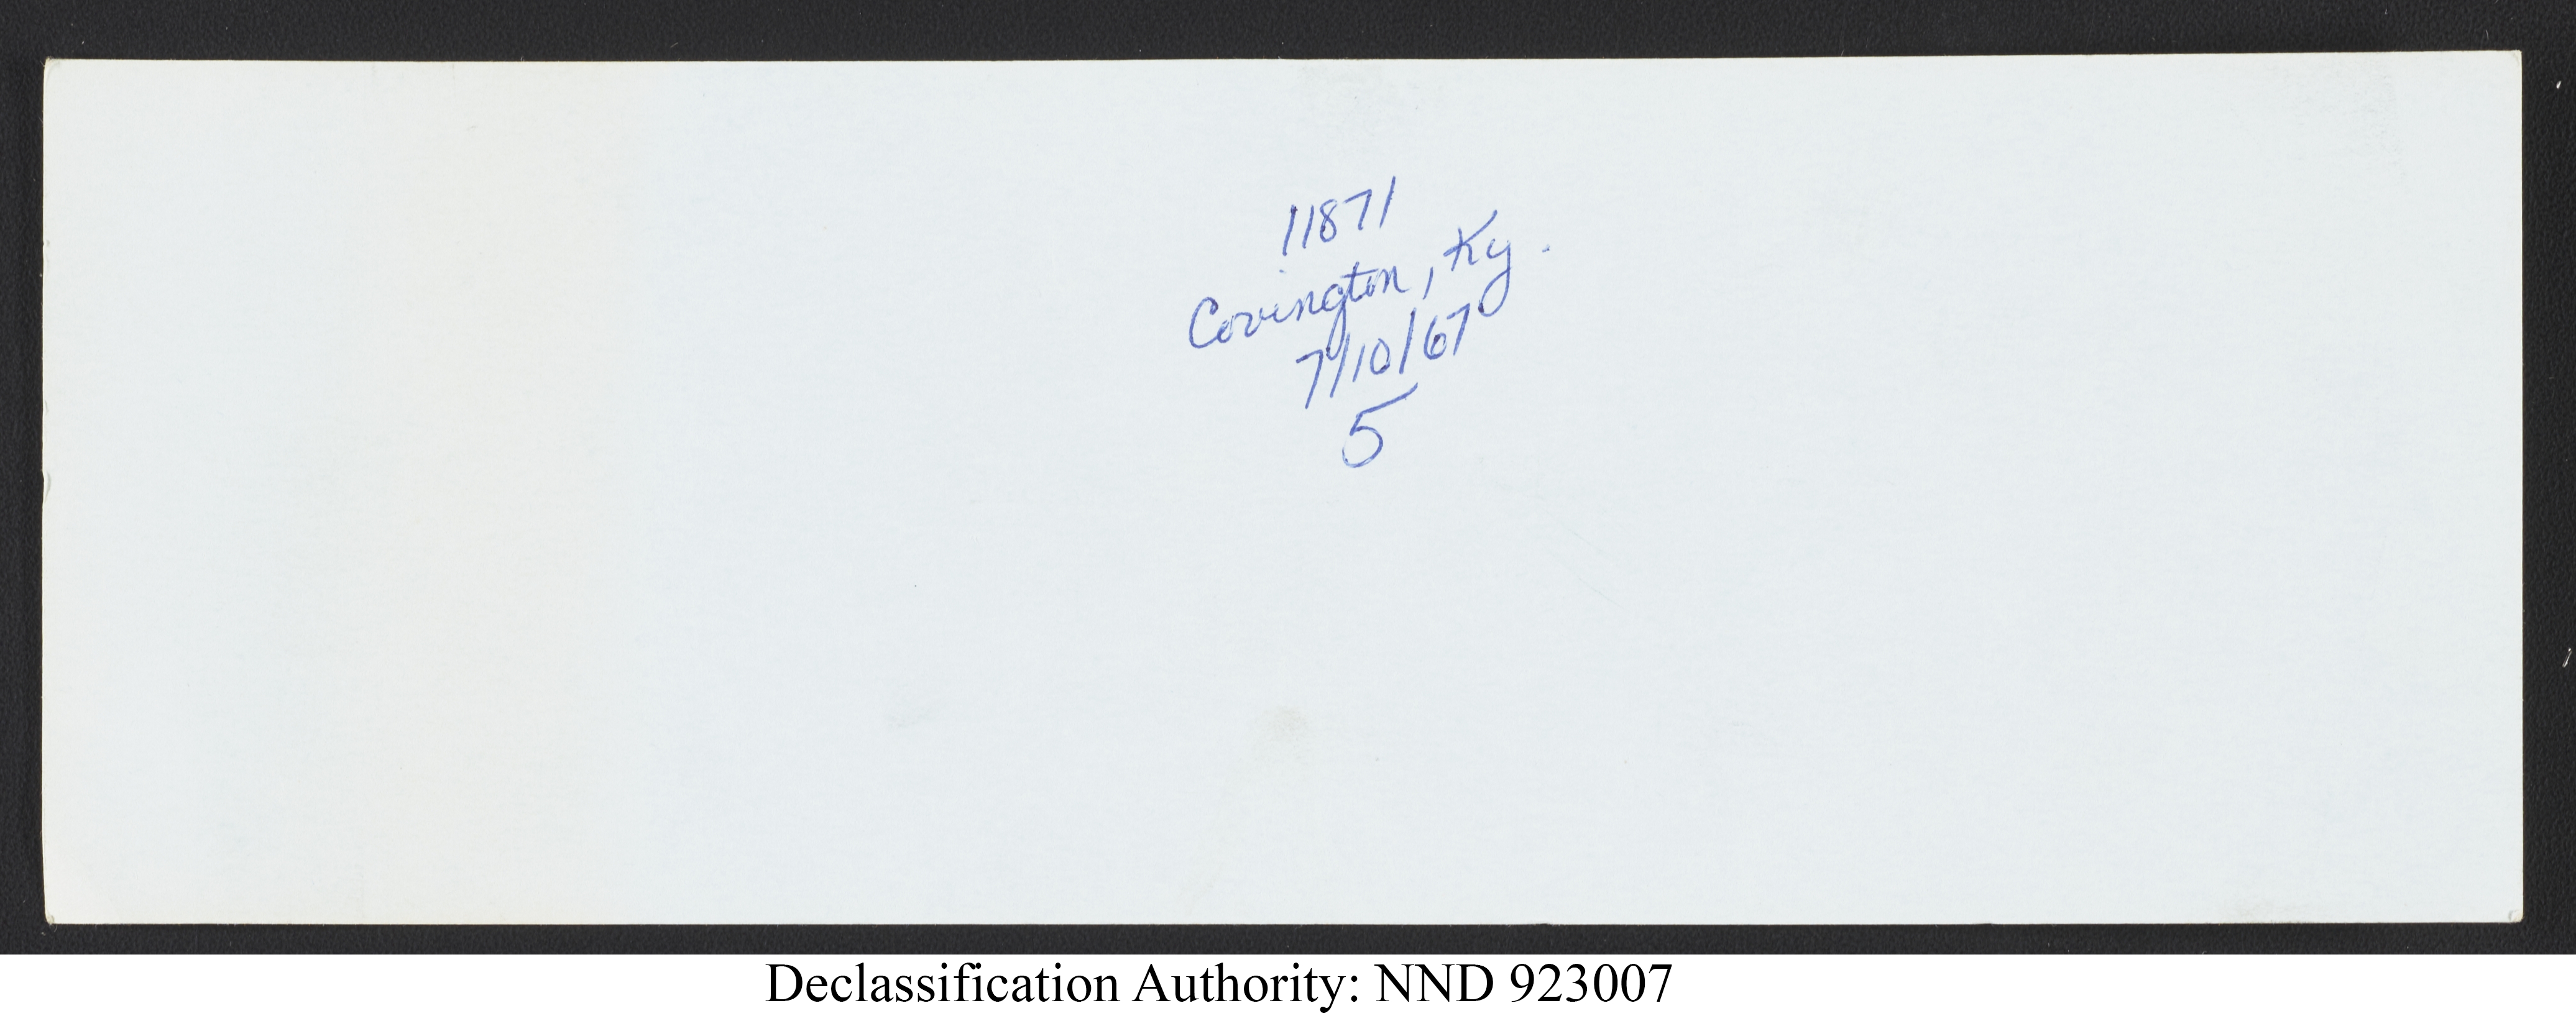 11871
Covington, Ky.
7/10/67
5
Declassification Authority: NND 923007